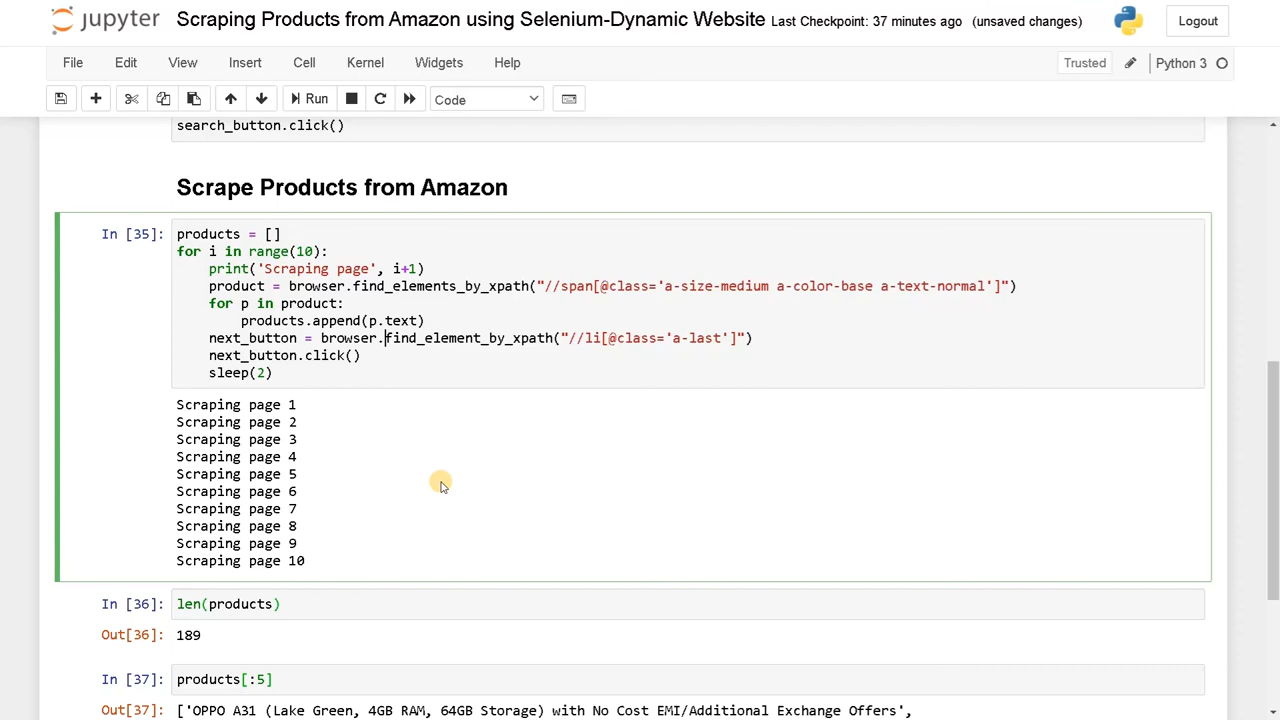 jupyter Scraping Products from Amazon using Selenium-Dynamic Website Last Checkpoint: 37 minutes ago (unsaved changes) Logout
File Edit View Insert Cell Kernel Widgets Help Trusted Python 3
Run Code
search_button.click()
Scrape Products from Amazon
In [35]: products = []
for i in range(10):
    print('Scraping page', i+1)
    product = browser.find_elements_by_xpath("//span[@class='a-size-medium a-color-base a-text-normal']")
    for p in product:
        products.append(p.text)
    next_button = browser.find_element_by_xpath("//li[@class='a-last']")
    next_button.click()
    sleep(2)
Scraping page 1
Scraping page 2
Scraping page 3
Scraping page 4
Scraping page 5
Scraping page 6
Scraping page 7
Scraping page 8
Scraping page 9
Scraping page 10
In [36]: len(products)
Out[36]: 189
In [37]: products[:5]
Out[37]: ['OPPO A31 (Lake Green, 4GB RAM, 64GB Storage) with No Cost EMI/Additional Exchange Offers',